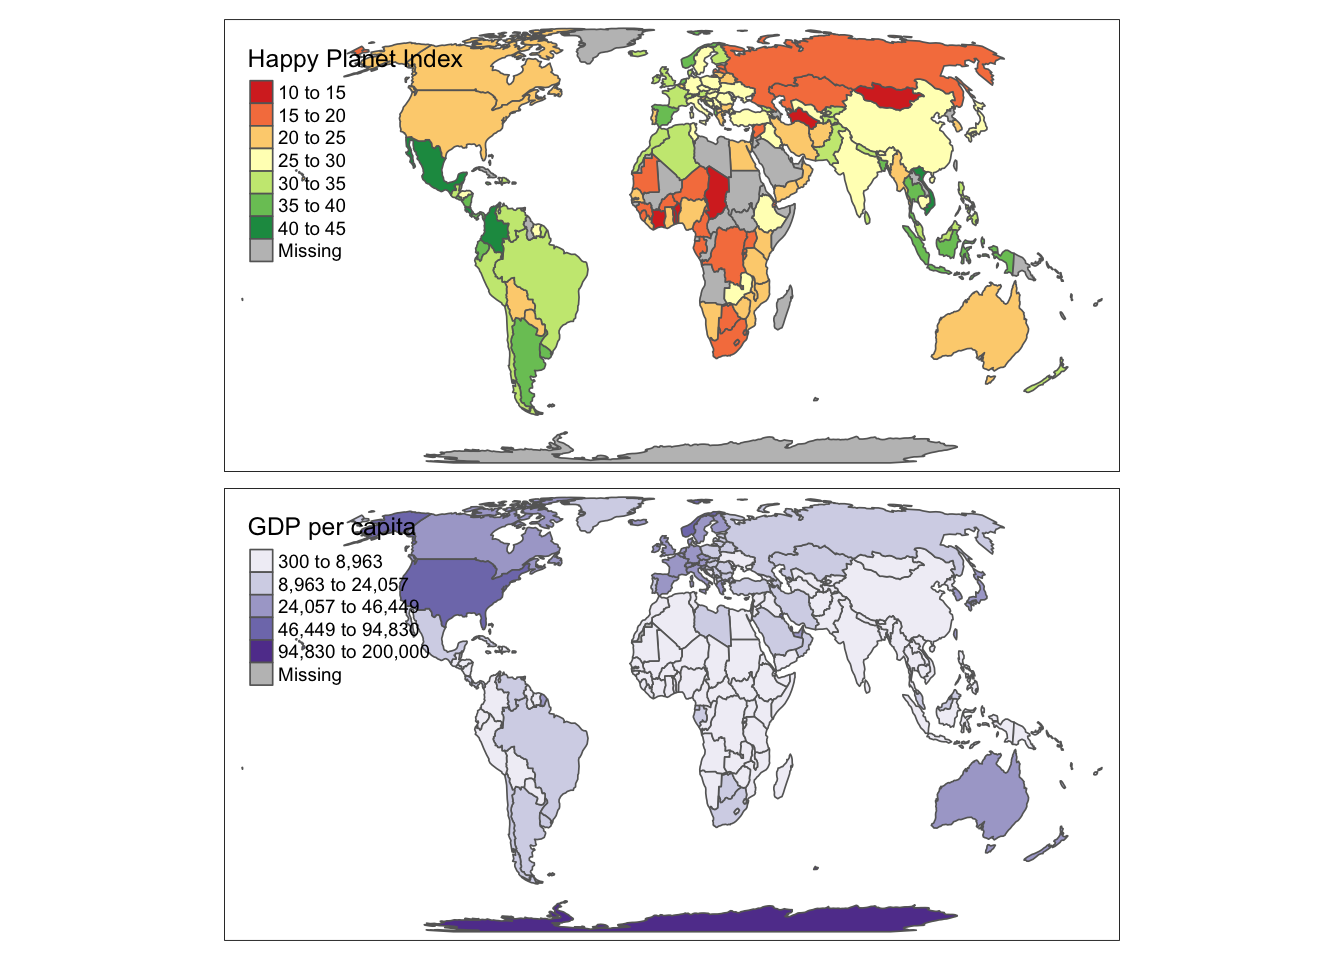 Happy Planet Index
10 to 15
15 to 20
20 to 25
25 to 30
30 to 35
35 to 40
40 to 45
Missing
GDP per capita
300 to 8,963
8,963 to 24,057
24,057 to 46,449
46,449 to 94,830
94,830 to 200,000
Missing